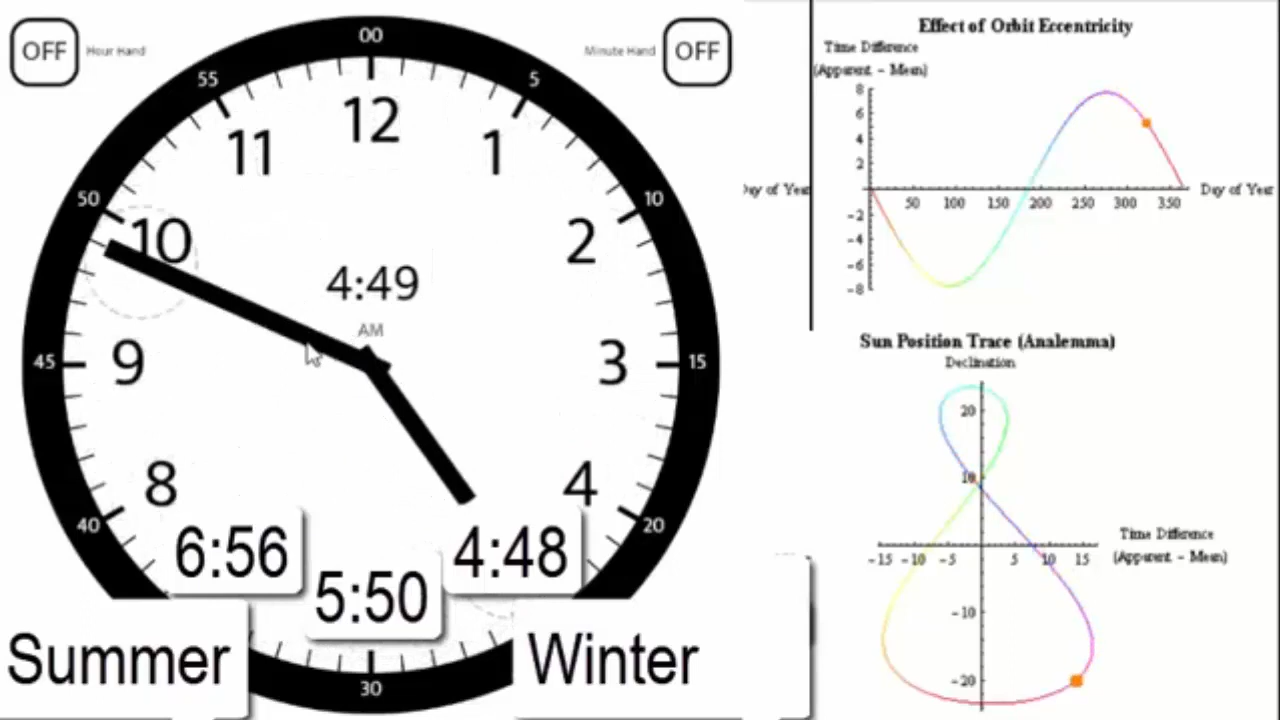 OFF
Hour Hand
Minute Hand
OFF
00
55
5
12
11
1
50
10
10
2
4:49
AM
45
9
3
15
8
4
40
20
6:56
5:50
4:48
Summer
Winter
30
Effect of Orbit Eccentricity
Time Difference
(Apparent - Mean)
8
6
4
2
-2
-4
-6
-8
50 100 150 200 250 300 350
Day of Year
Day of Year
Sun Position Trace (Analemma)
Declination
20
10
-10
-20
-15 -10 -5 5 10 15
Time Difference
(Apparent - Mean)